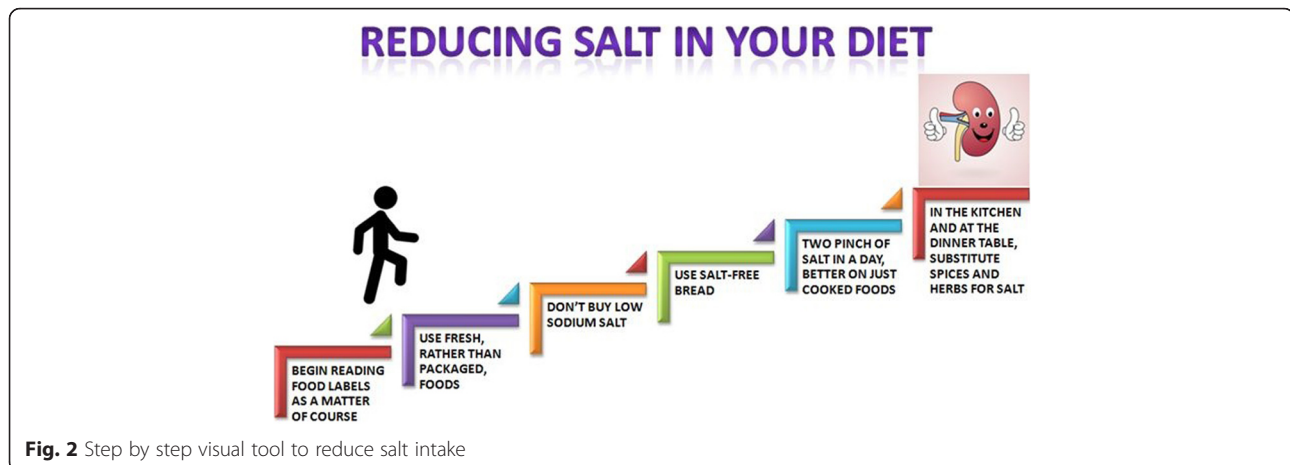 REDUCING SALT IN YOUR DIET
BEGIN READING
FOOD LABELS
AS A MATTER
OF COURSE
USE FRESH,
RATHER THAN
PACKAGED,
FOODS
DON'T BUY LOW
SODIUM SALT
USE SALT-FREE
BREAD
TWO PINCH OF
SALT IN A DAY,
BETTER ON JUST
COOKED FOODS
IN THE KITCHEN
AND AT THE
DINNER TABLE,
SUBSTITUTE
SPICES AND
HERBS FOR SALT
Fig. 2 Step by step visual tool to reduce salt intake